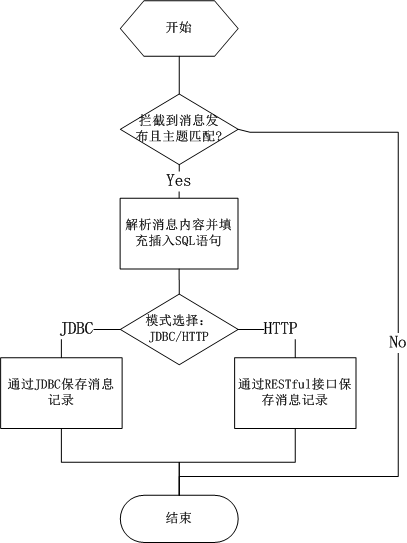 开始
拦截到消息发
布且主题匹配?
Yes
解析消息内容并填
充插入SQL语句
模式选择：
JDBC/HTTP
JDBC
HTTP
No
通过JDBC保存消息
记录
通过RESTful接口保
存消息记录
结束